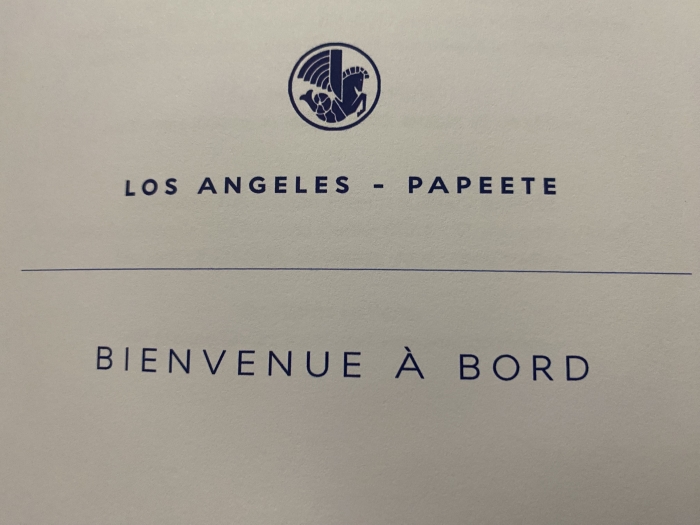 LOS ANGELES - PAPEETE
BIENVENUE À BORD